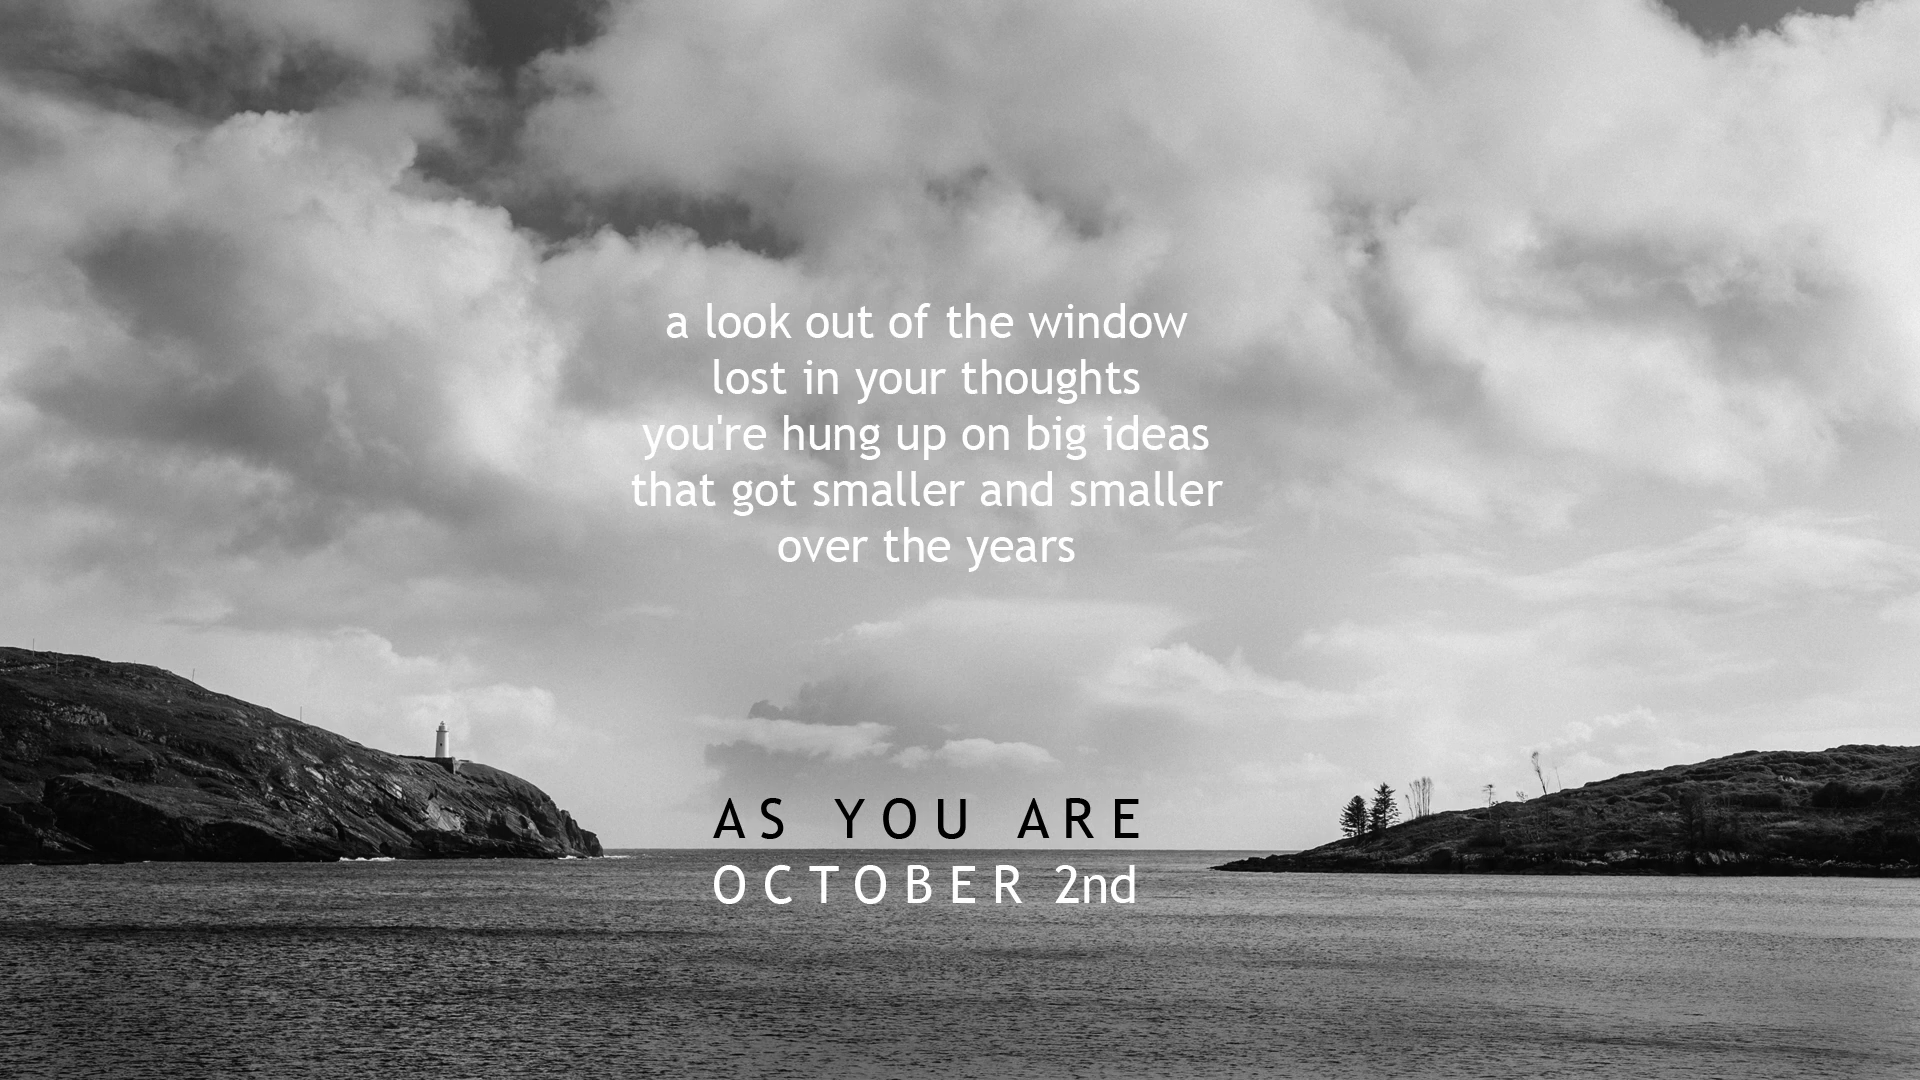 a look out of the window
lost in your thoughts
you're hung up on big ideas
that got smaller and smaller
over the years
AS YOU ARE
OCTOBER 2nd